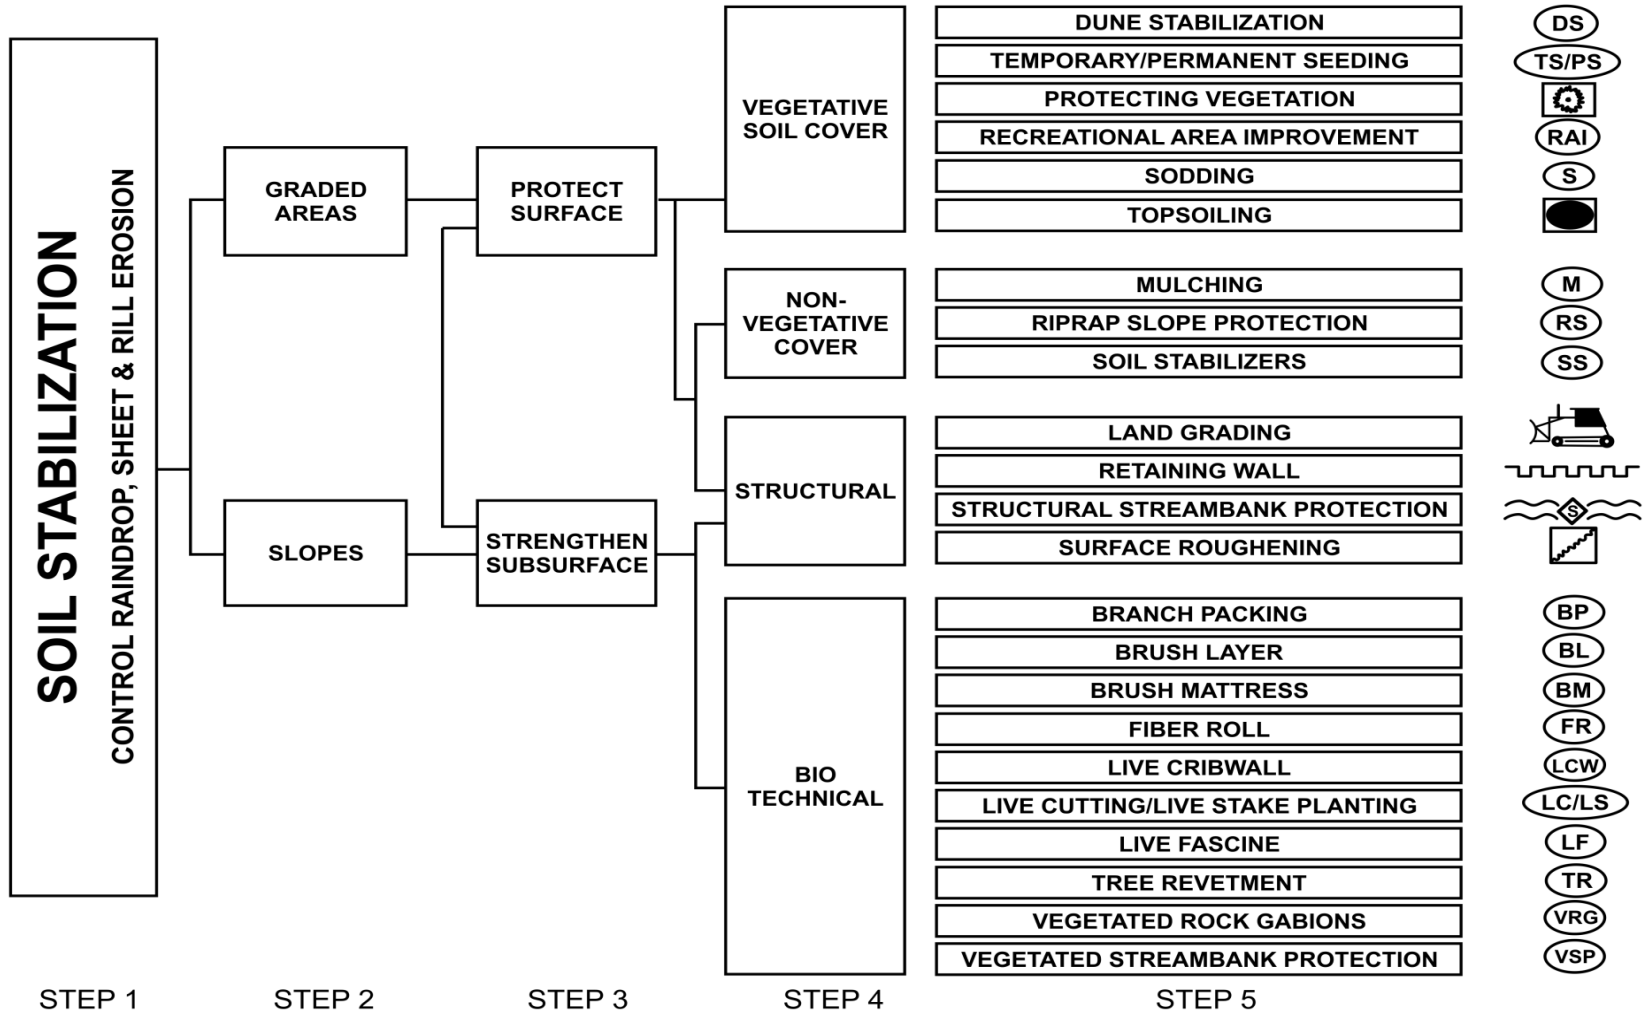 SOIL STABILIZATION
CONTROL RAINDROP, SHEET & RILL EROSION
GRADED
AREAS
SLOPES
PROTECT
SURFACE
STRENGTHEN
SUBSURFACE
VEGETATIVE
SOIL COVER
DUNE STABILIZATION DS
TEMPORARY/PERMANENT SEEDING TS/PS
PROTECTING VEGETATION
RECREATIONAL AREA IMPROVEMENT RAI
SODDING S
TOPSOILING
NON-
VEGETATIVE
COVER
MULCHING M
RIPRAP SLOPE PROTECTION RS
SOIL STABILIZERS SS
STRUCTURAL
LAND GRADING
RETAINING WALL
STRUCTURAL STREAMBANK PROTECTION S
SURFACE ROUGHENING
BIO
TECHNICAL
BRANCH PACKING BP
BRUSH LAYER BL
BRUSH MATTRESS BM
FIBER ROLL FR
LIVE CRIBWALL LCW
LIVE CUTTING/LIVE STAKE PLANTING LC/LS
LIVE FASCINE LF
TREE REVETMENT TR
VEGETATED ROCK GABIONS VRG
VEGETATED STREAMBANK PROTECTION VSP
STEP 1 STEP 2 STEP 3 STEP 4 STEP 5